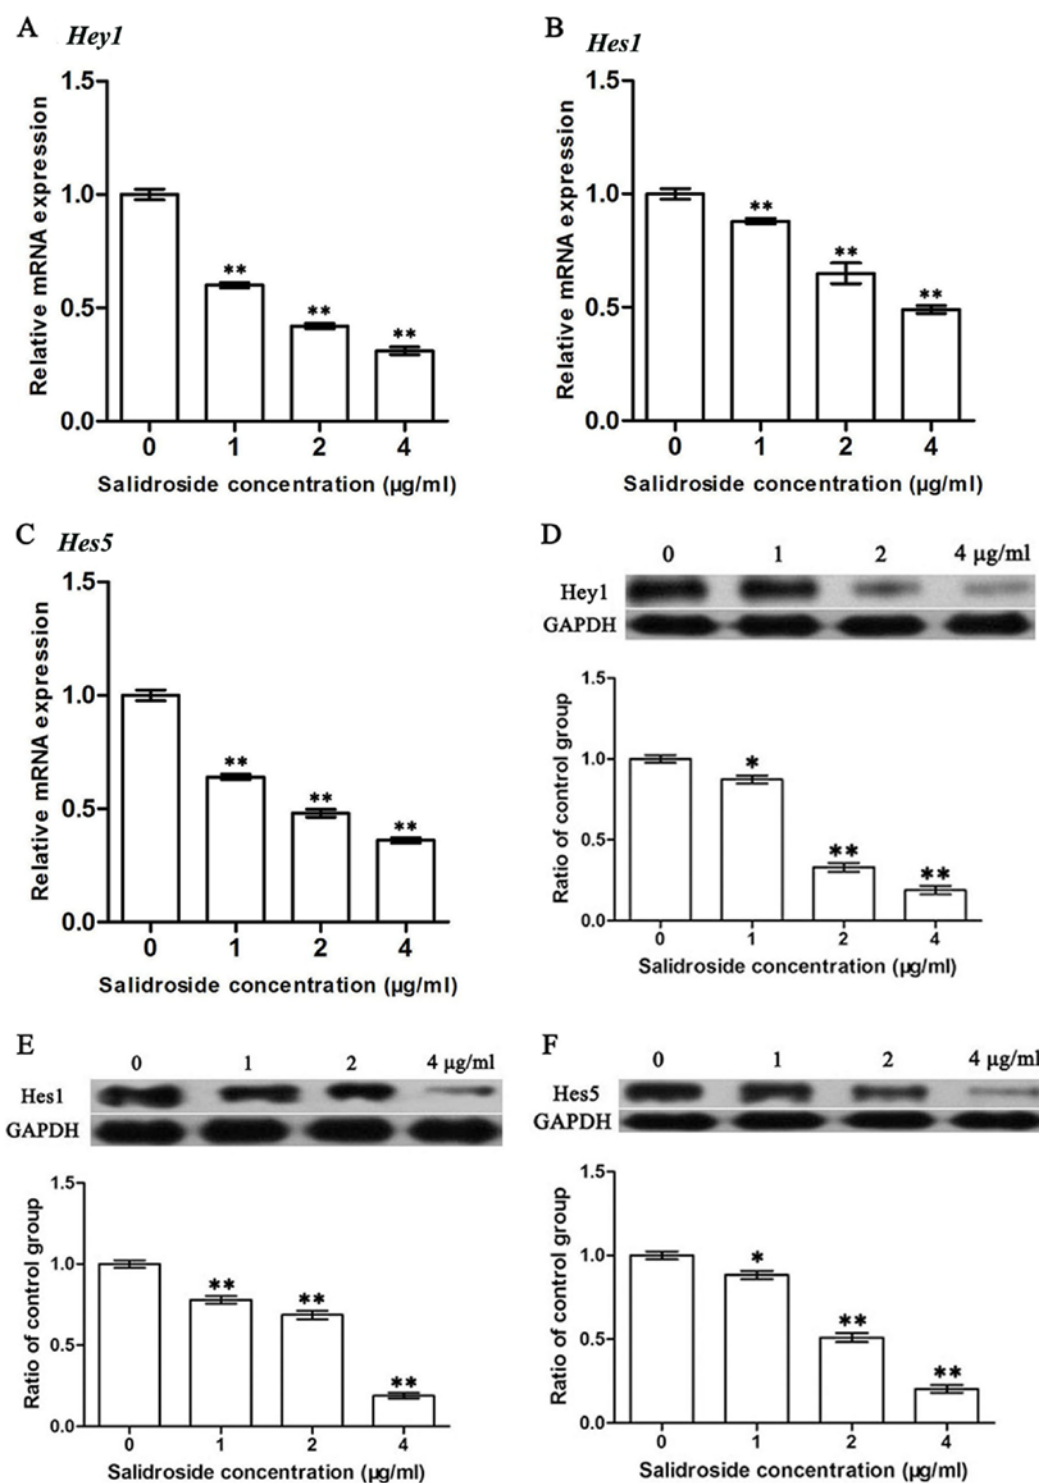 A Hey1
1.5
1.0
0.5
0.0
Relative mRNA expression
**
**
**
0 1 2 4
Salidroside concentration (µg/ml)
B Hes1
1.5
1.0
0.5
0.0
Relative mRNA expression
**
**
**
0 1 2 4
Salidroside concentration (µg/ml)
C Hes5
1.5
1.0
0.5
0.0
Relative mRNA expression
**
**
**
0 1 2 4
Salidroside concentration (µg/ml)
D
0 1 2 4 µg/ml
Hey1
GAPDH
1.5
1.0
0.5
0.0
Ratio of control group
*
**
**
0 1 2 4
Salidroside concentration (µg/ml)
E
0 1 2 4 µg/ml
Hes1
GAPDH
1.5
1.0
0.5
0.0
Ratio of control group
**
**
**
0 1 2 4
Salidroside concentration (µg/ml)
F
0 1 2 4 µg/ml
Hes5
GAPDH
1.5
1.0
0.5
0.0
Ratio of control group
*
**
**
0 1 2 4
Salidroside concentration (µg/ml)